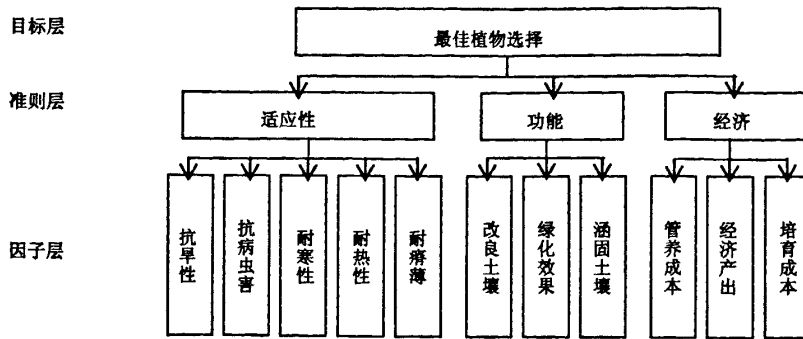 目标层
最佳植物选择
准则层
适应性
功能
经济
因子层
抗旱性
抗病虫害
耐寒性
耐热性
耐瘠薄
改良土壤
绿化效果
涵固土壤
管养成本
经济产出
培育成本